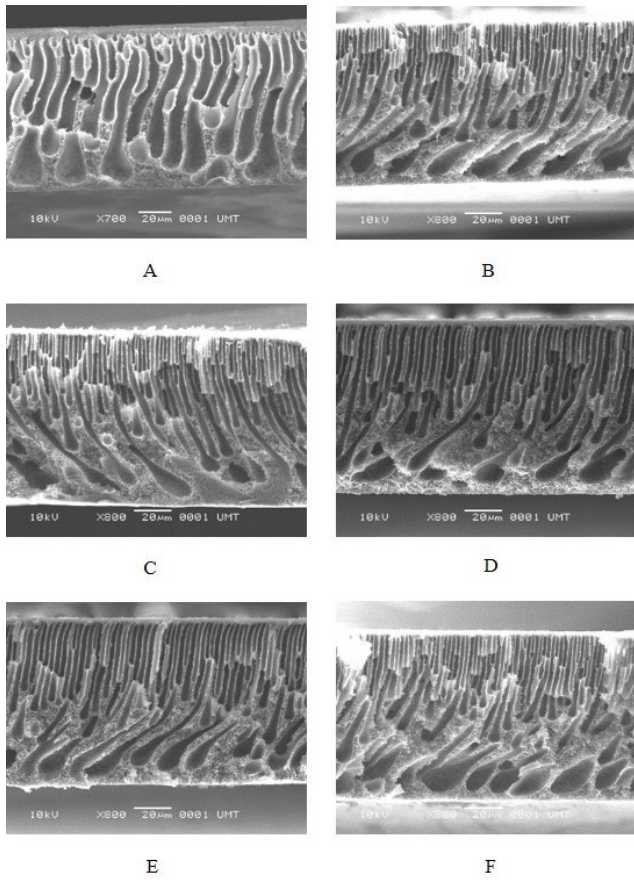 10kV X700 20μm 0001 UMT
10kV X800 20μm 0001 UMT
A
B
10kV X800 20μm 0001 UMT
10kV X800 20μm 0001 UMT
C
D
10kV X800 20μm 0001 UMT
10kV X800 20μm 0001 UMT
E
F